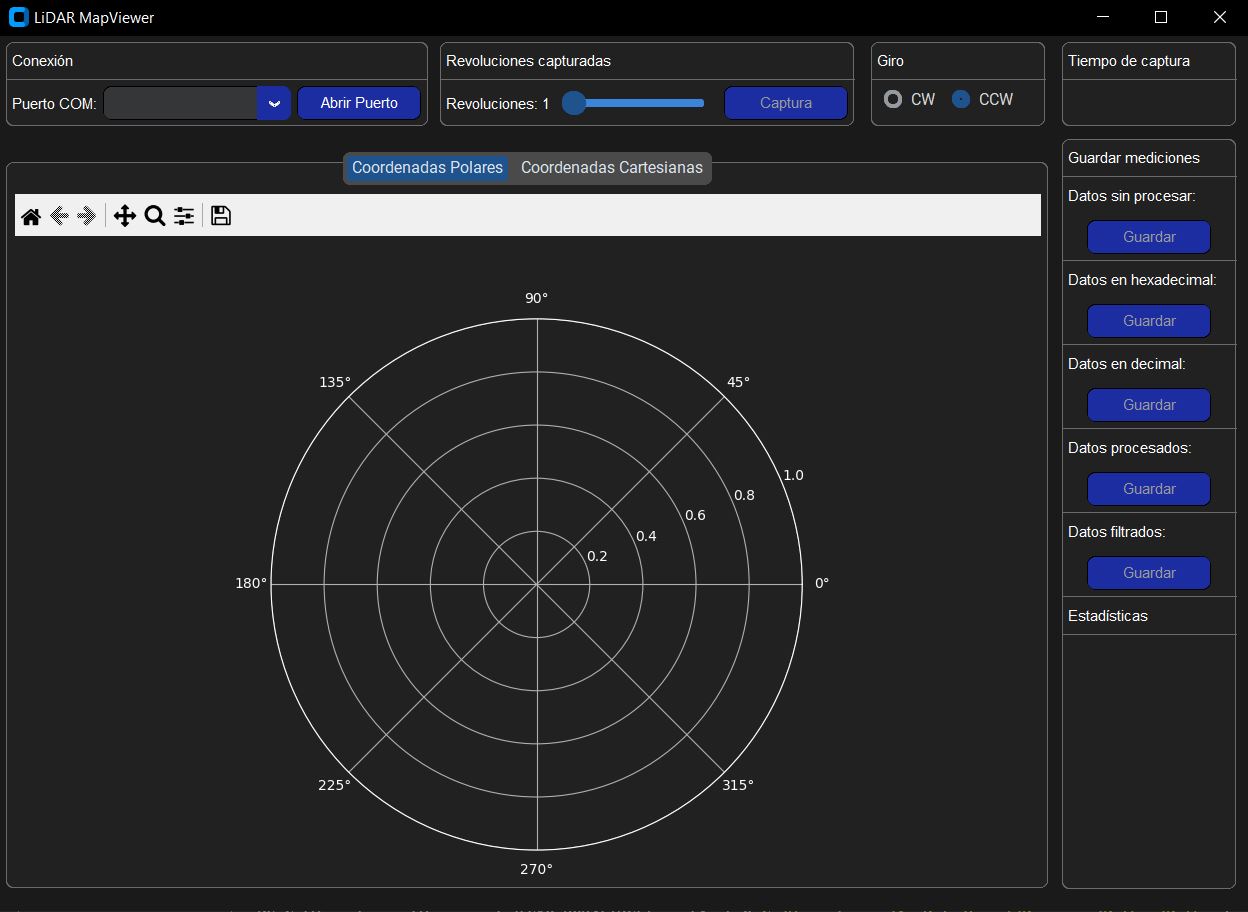 LiDAR MapViewer
Conexión
Puerto COM:
Abrir Puerto
Revoluciones capturadas
Revoluciones: 1
Captura
Giro
CW
CCW
Tiempo de captura
Coordenadas Polares
Coordenadas Cartesianas
90°
135°
45°
1.0
0.8
0.6
0.4
0.2
180°
0°
225°
315°
270°
Guardar mediciones
Datos sin procesar:
Guardar
Datos en hexadecimal:
Guardar
Datos en decimal:
Guardar
Datos procesados:
Guardar
Datos filtrados:
Guardar
Estadísticas